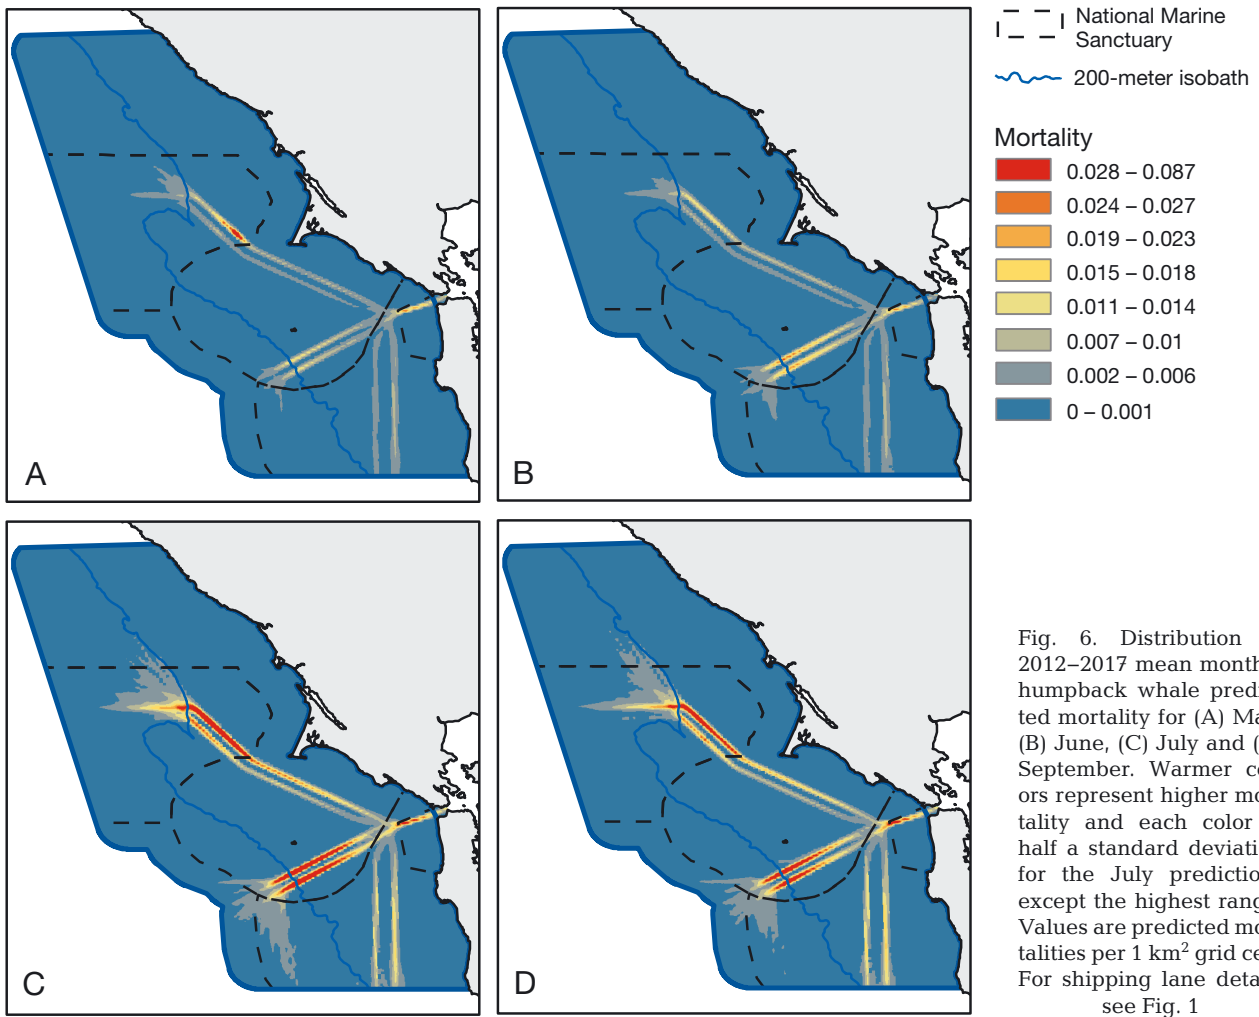 National Marine
Sanctuary
200-meter isobath
Mortality
0.028 – 0.087
0.024 – 0.027
0.019 – 0.023
0.015 – 0.018
0.011 – 0.014
0.007 – 0.01
0.002 – 0.006
0 – 0.001
A
B
C
D
Fig. 6. Distribution
2012–2017 mean month
humpback whale predi
ted mortality for (A) Ma
(B) June, (C) July and (
September. Warmer co
ors represent higher mo
tality and each color
half a standard deviati
for the July prediction
except the highest rang
Values are predicted mo
talities per 1 km² grid ce
For shipping lane deta
see Fig. 1